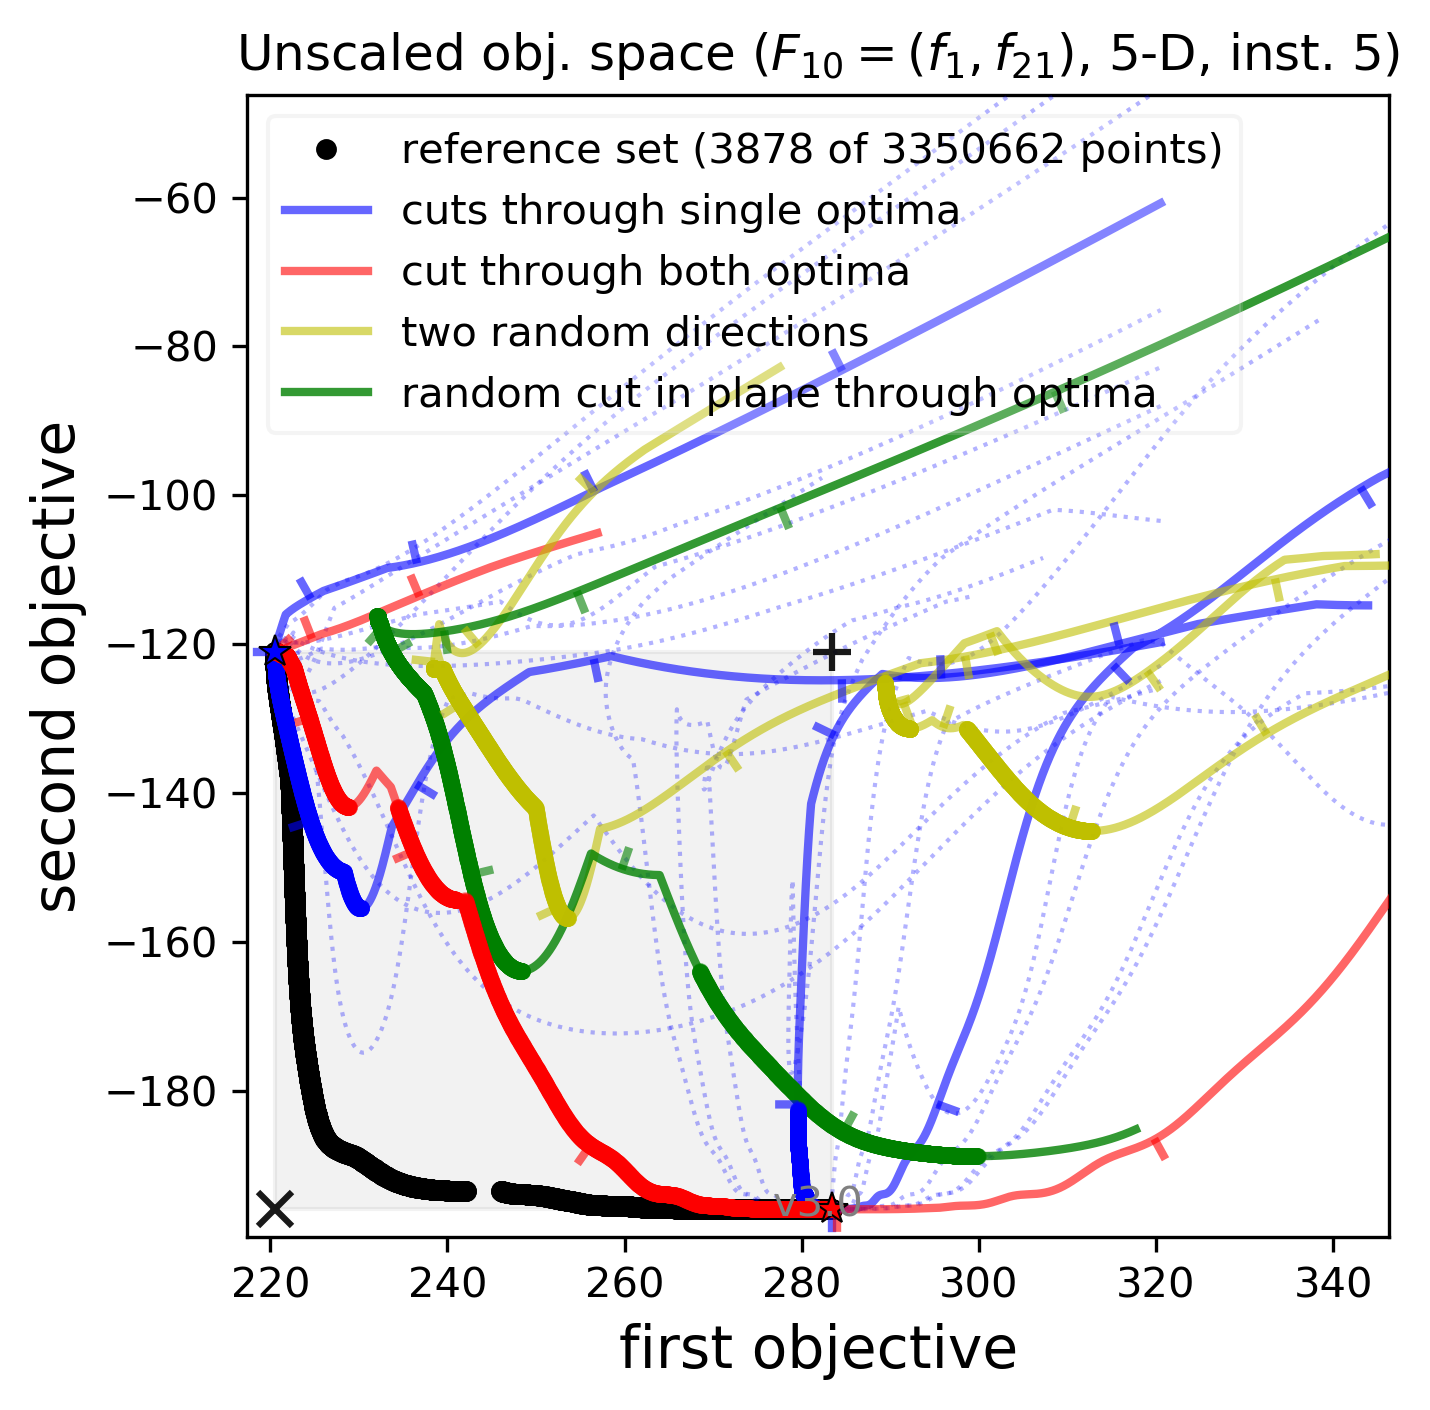 Unscaled obj. space (F₁₀ = (f₁, f₂₁), 5-D, inst. 5)
reference set (3878 of 3350662 points)
cuts through single optima
cut through both optima
two random directions
random cut in plane through optima
second objective
−60
−80
−100
−120
−140
−160
−180
v3.0
220 240 260 280 300 320 340
first objective